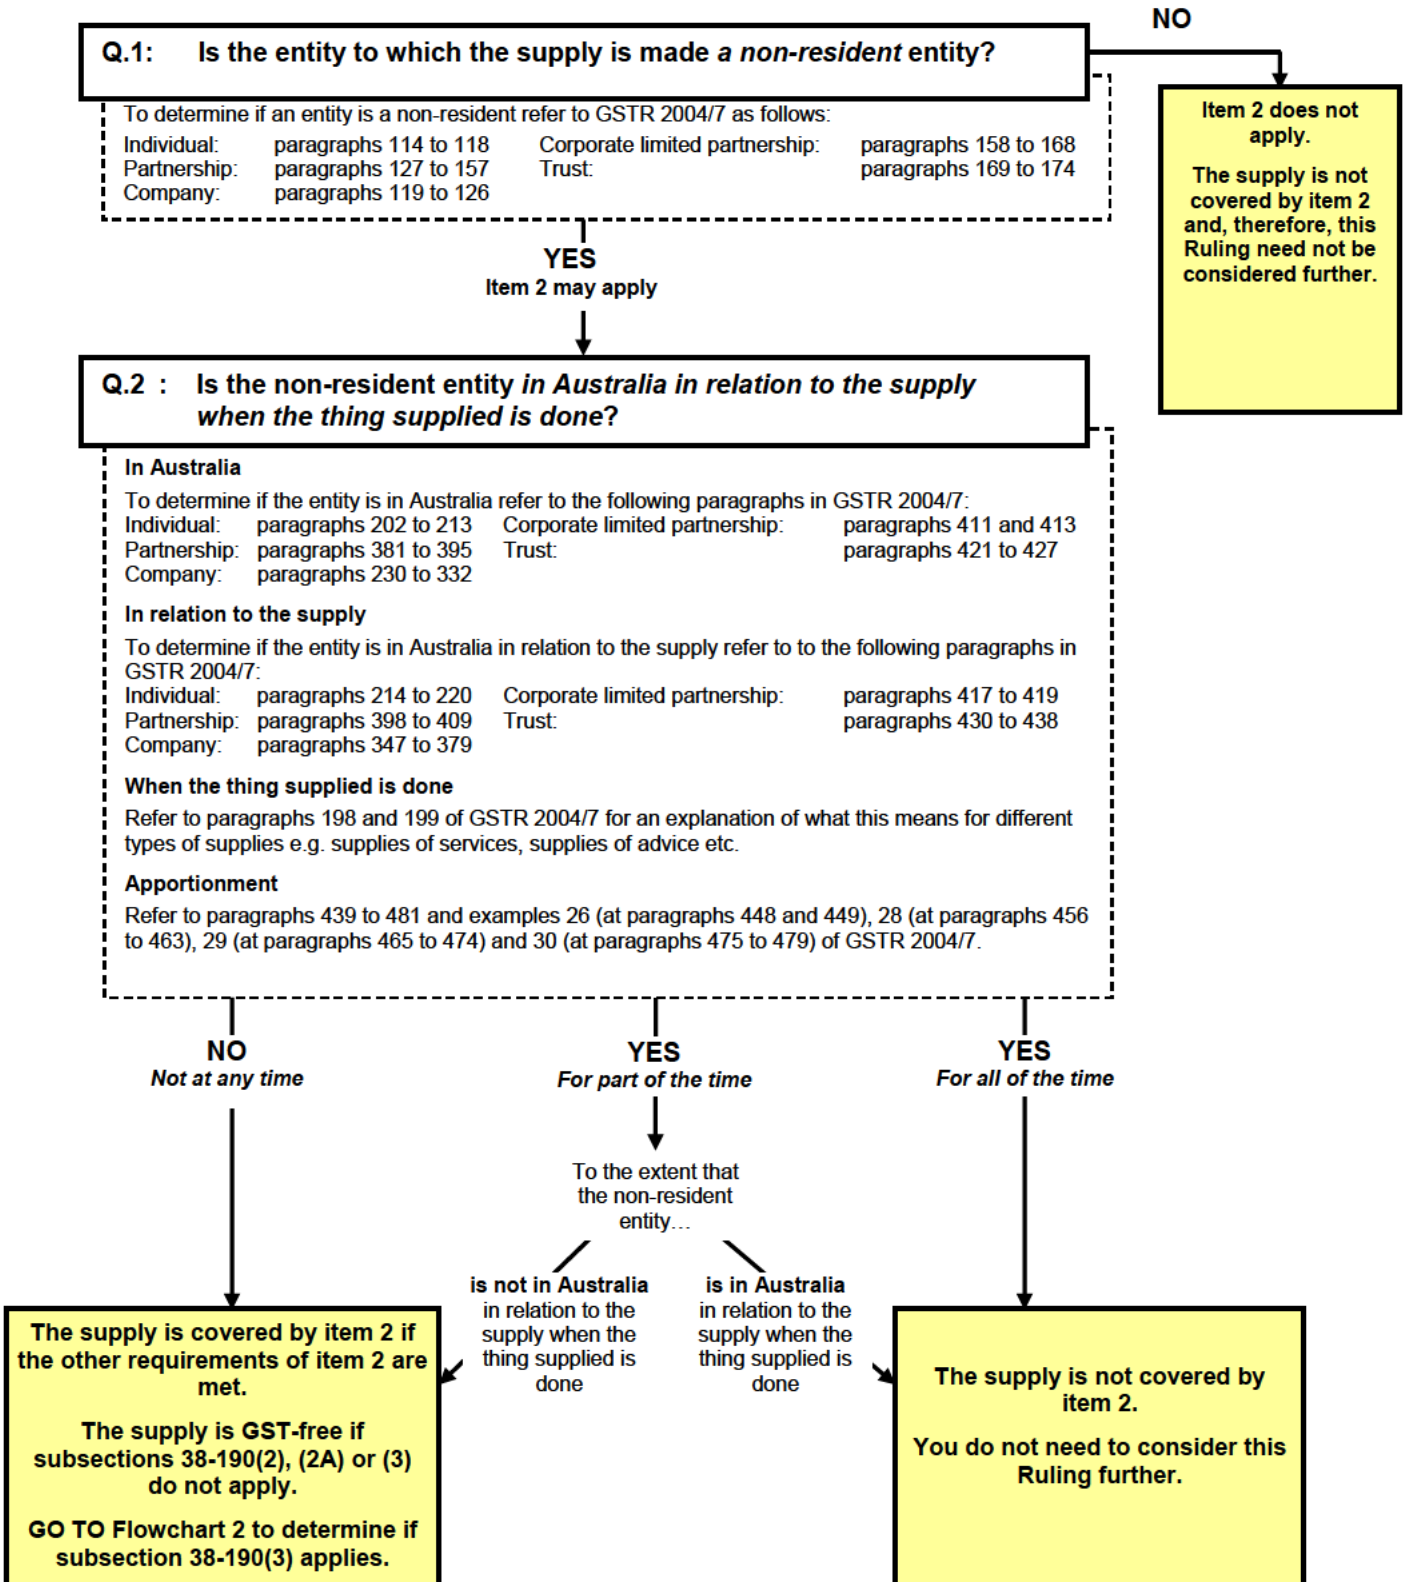 NO
Q.1: Is the entity to which the supply is made a non-resident entity?
To determine if an entity is a non-resident refer to GSTR 2004/7 as follows:
Individual: paragraphs 114 to 118 Corporate limited partnership: paragraphs 158 to 168
Partnership: paragraphs 127 to 157 Trust: paragraphs 169 to 174
Company: paragraphs 119 to 126
Item 2 does not
apply.
The supply is not
covered by item 2
and, therefore, this
Ruling need not be
considered further.
YES
Item 2 may apply
Q.2 : Is the non-resident entity in Australia in relation to the supply
when the thing supplied is done?
In Australia
To determine if the entity is in Australia refer to the following paragraphs in GSTR 2004/7:
Individual: paragraphs 202 to 213 Corporate limited partnership: paragraphs 411 and 413
Partnership: paragraphs 381 to 395 Trust: paragraphs 421 to 427
Company: paragraphs 230 to 332
In relation to the supply
To determine if the entity is in Australia in relation to the supply refer to to the following paragraphs in
GSTR 2004/7:
Individual: paragraphs 214 to 220 Corporate limited partnership: paragraphs 417 to 419
Partnership: paragraphs 398 to 409 Trust: paragraphs 430 to 438
Company: paragraphs 347 to 379
When the thing supplied is done
Refer to paragraphs 198 and 199 of GSTR 2004/7 for an explanation of what this means for different
types of supplies e.g. supplies of services, supplies of advice etc.
Apportionment
Refer to paragraphs 439 to 481 and examples 26 (at paragraphs 448 and 449), 28 (at paragraphs 456
to 463), 29 (at paragraphs 465 to 474) and 30 (at paragraphs 475 to 479) of GSTR 2004/7.
NO
Not at any time
YES
For part of the time
YES
For all of the time
To the extent that
the non-resident
entity…
is not in Australia
in relation to the
supply when the
thing supplied is
done
is in Australia
in relation to the
supply when the
thing supplied is
done
The supply is covered by item 2 if
the other requirements of item 2 are
met.
The supply is GST-free if
subsections 38-190(2), (2A) or (3)
do not apply.
GO TO Flowchart 2 to determine if
subsection 38-190(3) applies.
The supply is not covered by
item 2.
You do not need to consider this
Ruling further.